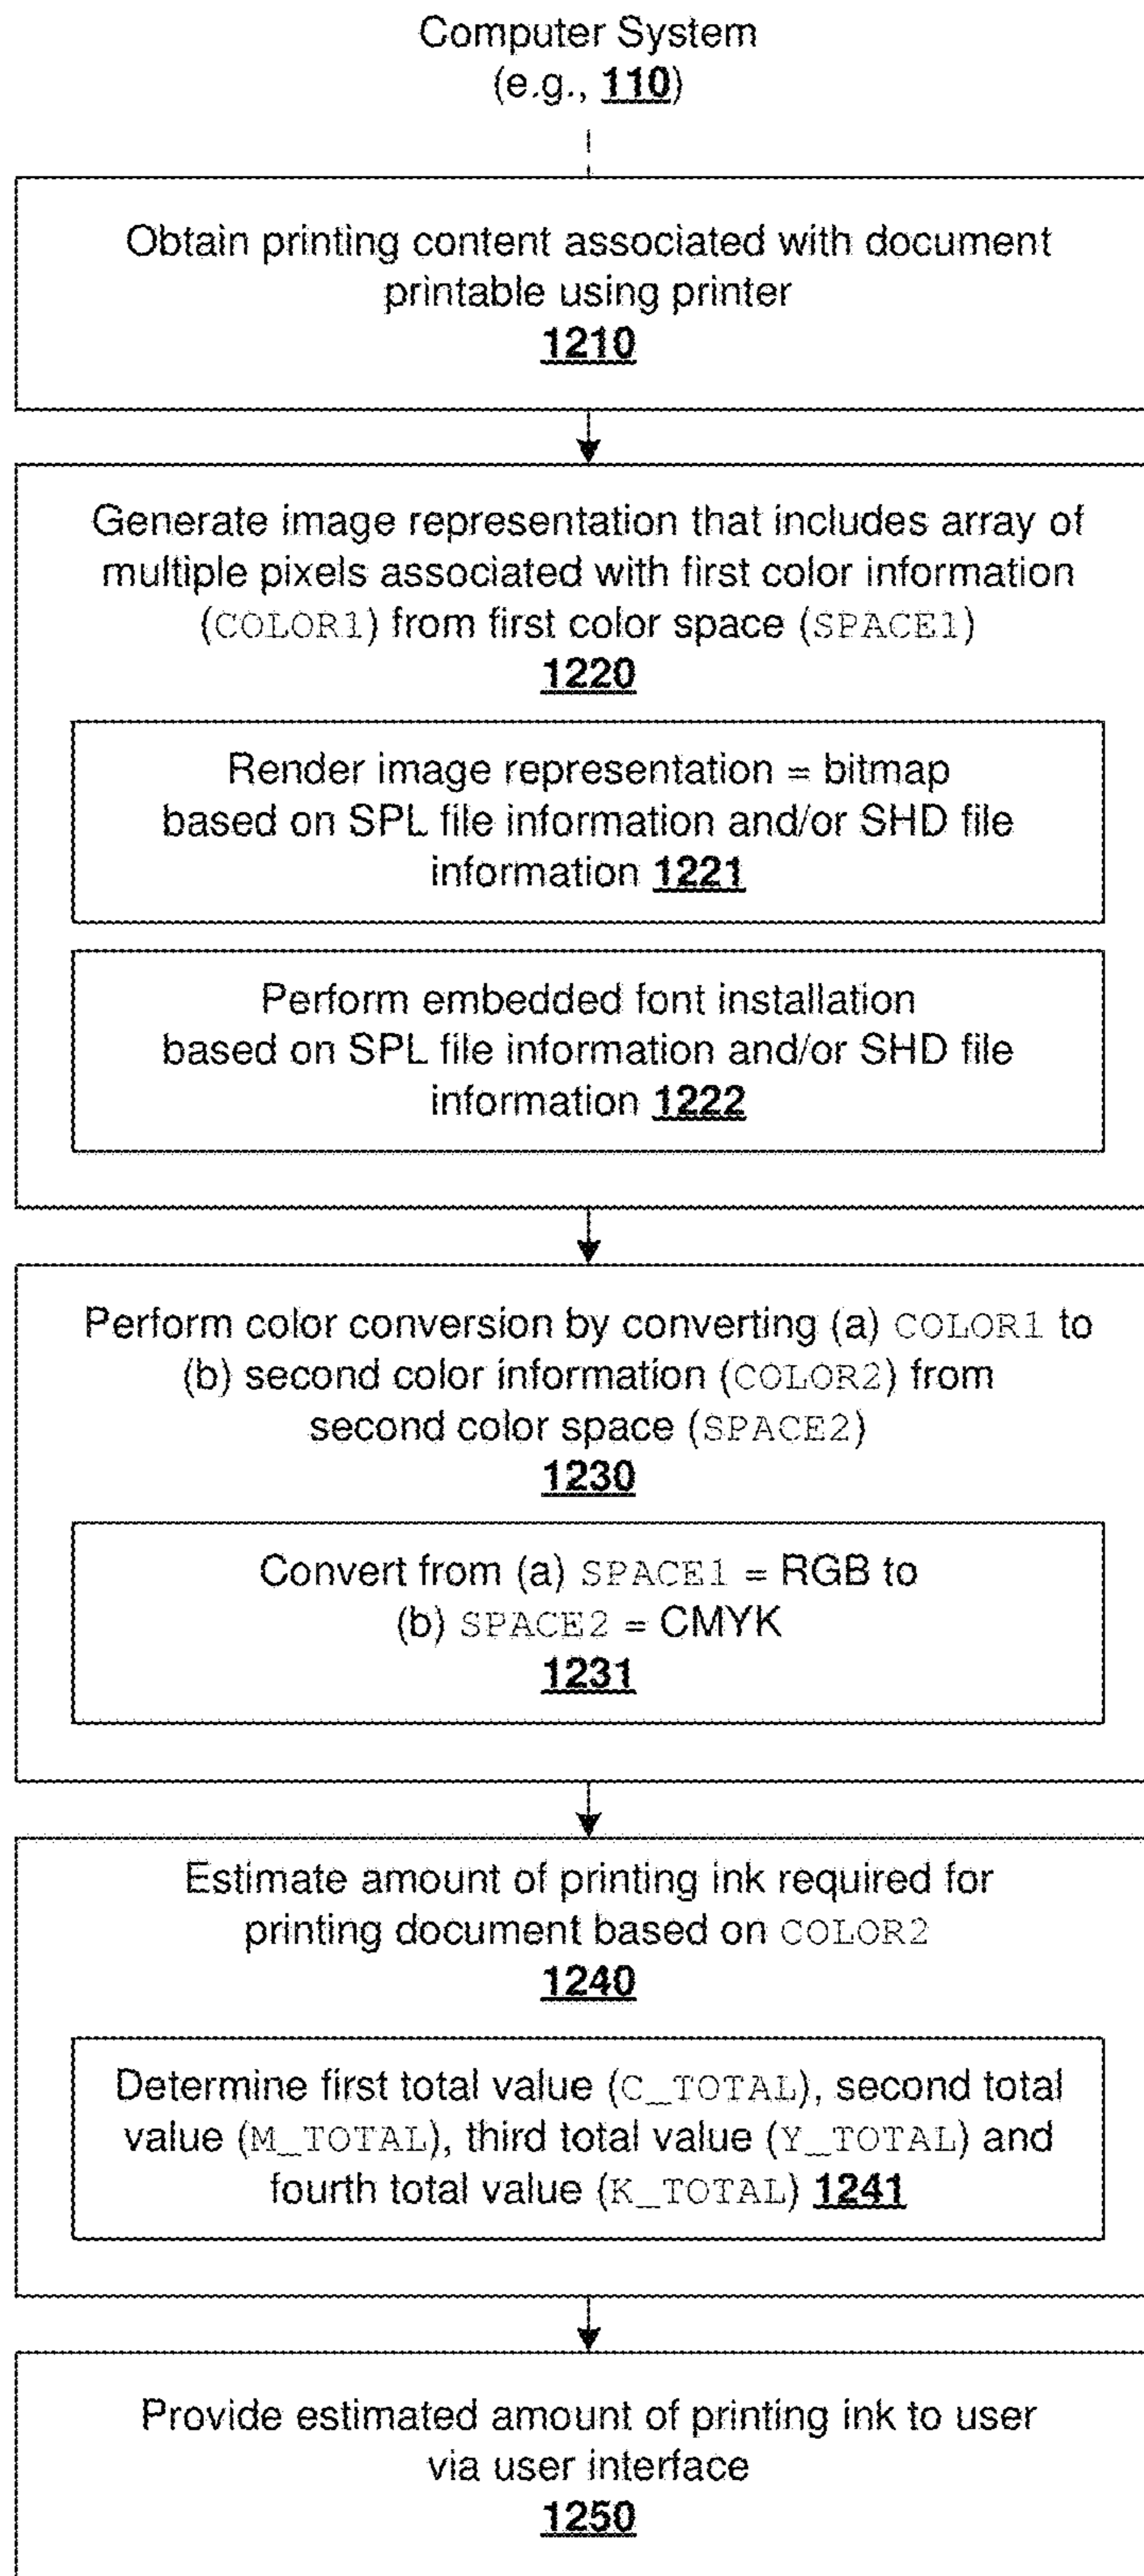 Computer System
(e.g., 110)
Obtain printing content associated with document
printable using printer
1210
Generate image representation that includes array of
multiple pixels associated with first color information
(COLOR1) from first color space (SPACE1)
1220
Render image representation = bitmap
based on SPL file information and/or SHD file
information 1221
Perform embedded font installation
based on SPL file information and/or SHD file
information 1222
Perform color conversion by converting (a) COLOR1 to
(b) second color information (COLOR2) from
second color space (SPACE2)
1230
Convert from (a) SPACE1 = RGB to
(b) SPACE2 = CMYK
1231
Estimate amount of printing ink required for
printing document based on COLOR2
1240
Determine first total value (C_TOTAL), second total
value (M_TOTAL), third total value (Y_TOTAL) and
fourth total value (K_TOTAL) 1241
Provide estimated amount of printing ink to user
via user interface
1250